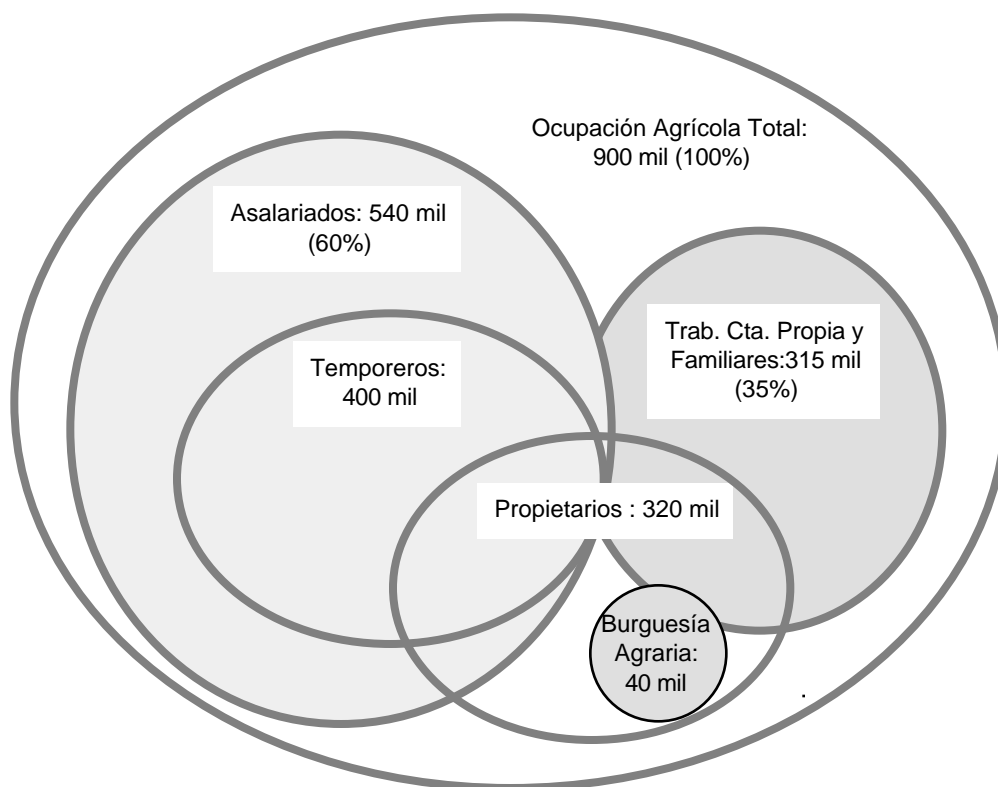 Ocupación Agrícola Total:
900 mil (100%)
Asalariados: 540 mil
(60%)
Trab. Cta. Propia y
Familiares:315 mil
(35%)
Temporeros:
400 mil
Propietarios : 320 mil
Burguesía
Agraria:
40 mil
.